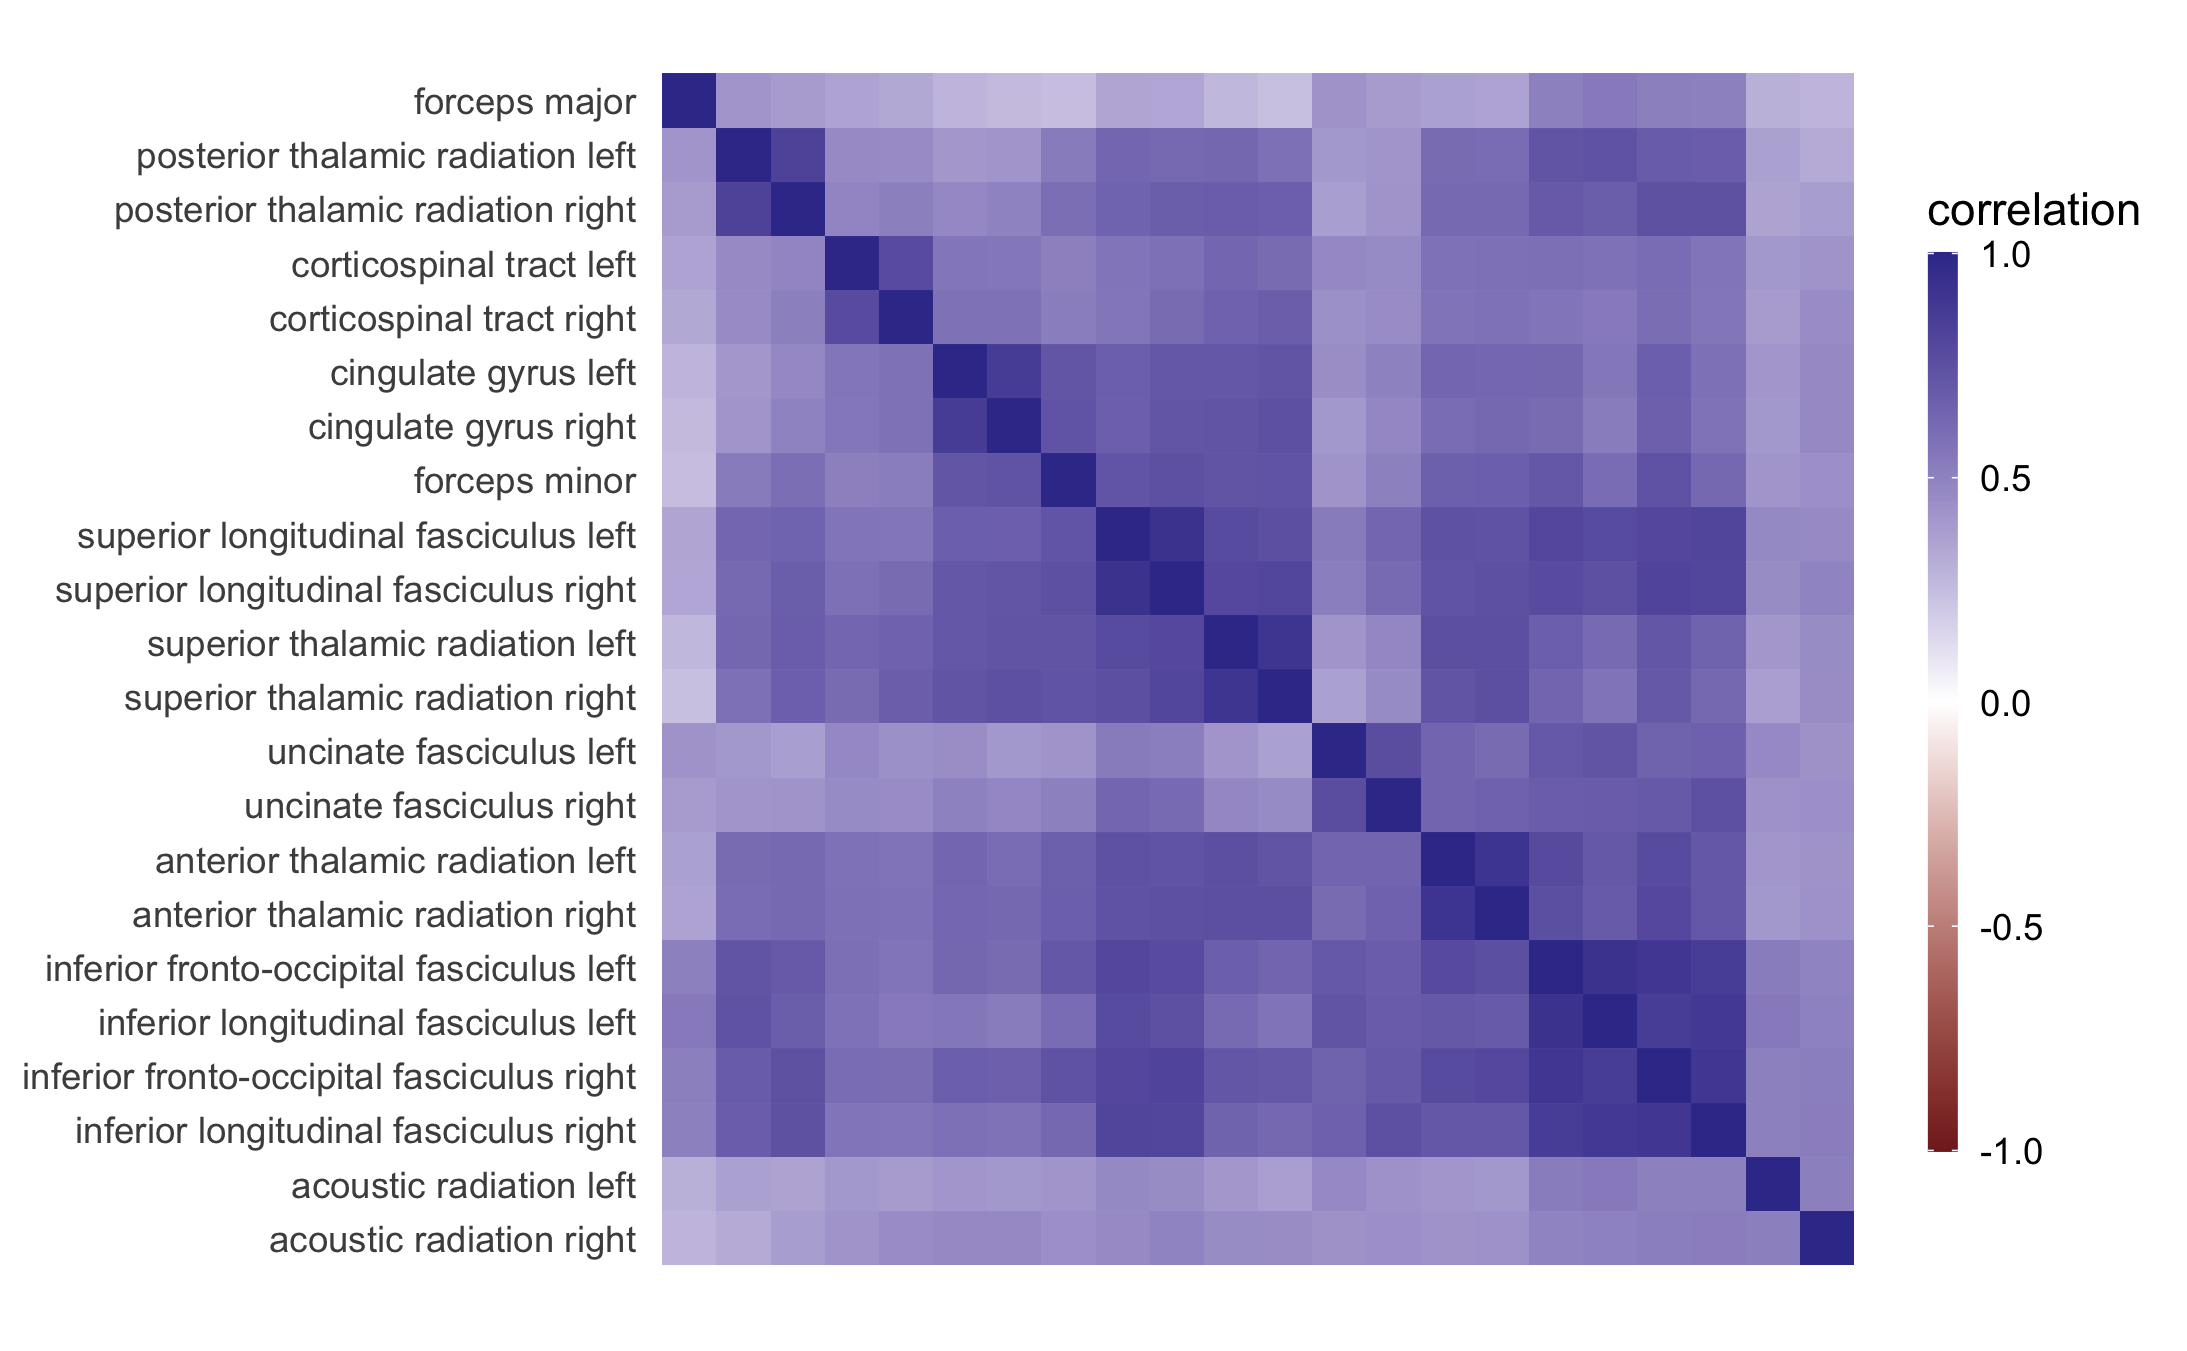 forceps major
posterior thalamic radiation left
posterior thalamic radiation right
corticospinal tract left
corticospinal tract right
cingulate gyrus left
cingulate gyrus right
forceps minor
superior longitudinal fasciculus left
superior longitudinal fasciculus right
superior thalamic radiation left
superior thalamic radiation right
uncinate fasciculus left
uncinate fasciculus right
anterior thalamic radiation left
anterior thalamic radiation right
inferior fronto-occipital fasciculus left
inferior longitudinal fasciculus left
inferior fronto-occipital fasciculus right
inferior longitudinal fasciculus right
acoustic radiation left
acoustic radiation right
correlation
1.0
0.5
0.0
-0.5
-1.0